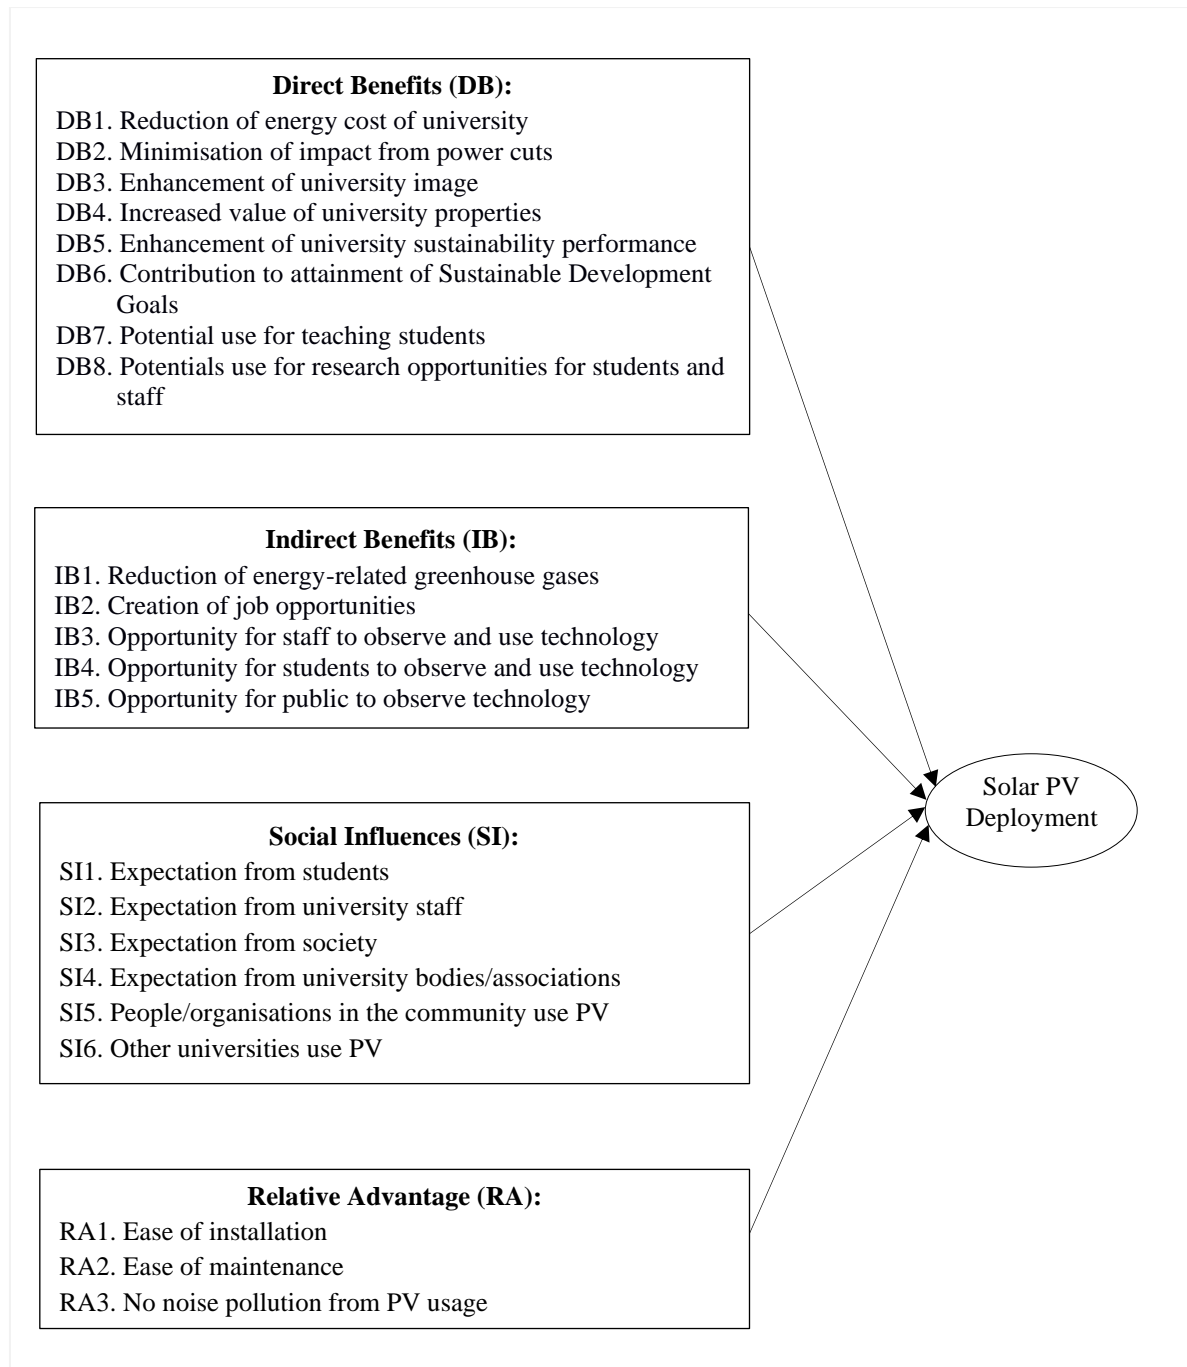 Direct Benefits (DB):
DB1. Reduction of energy cost of university
DB2. Minimisation of impact from power cuts
DB3. Enhancement of university image
DB4. Increased value of university properties
DB5. Enhancement of university sustainability performance
DB6. Contribution to attainment of Sustainable Development
Goals
DB7. Potential use for teaching students
DB8. Potentials use for research opportunities for students and
staff
Indirect Benefits (IB):
IB1. Reduction of energy-related greenhouse gases
IB2. Creation of job opportunities
IB3. Opportunity for staff to observe and use technology
IB4. Opportunity for students to observe and use technology
IB5. Opportunity for public to observe technology
Social Influences (SI):
SI1. Expectation from students
SI2. Expectation from university staff
SI3. Expectation from society
SI4. Expectation from university bodies/associations
SI5. People/organisations in the community use PV
SI6. Other universities use PV
Relative Advantage (RA):
RA1. Ease of installation
RA2. Ease of maintenance
RA3. No noise pollution from PV usage
Solar PV
Deployment